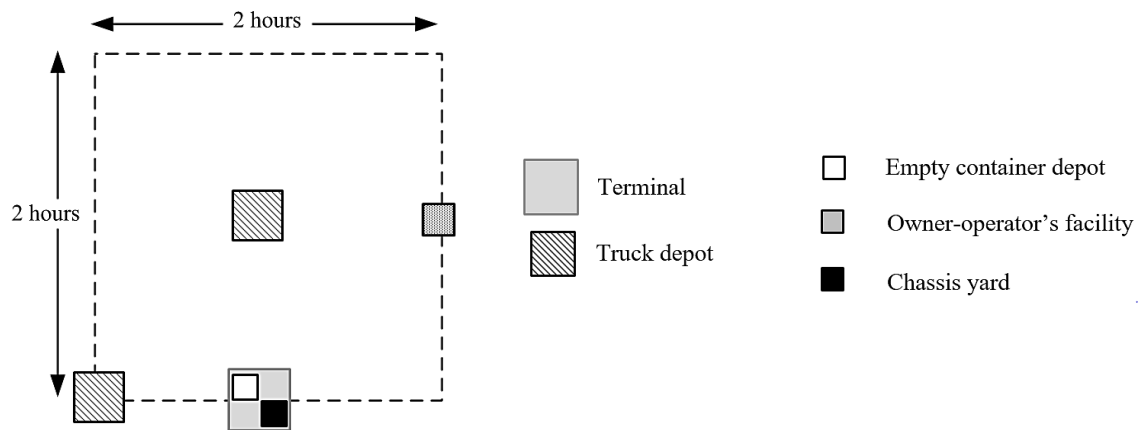 2 hours
2 hours
Terminal
Truck depot
Empty container depot
Owner-operator’s facility
Chassis yard